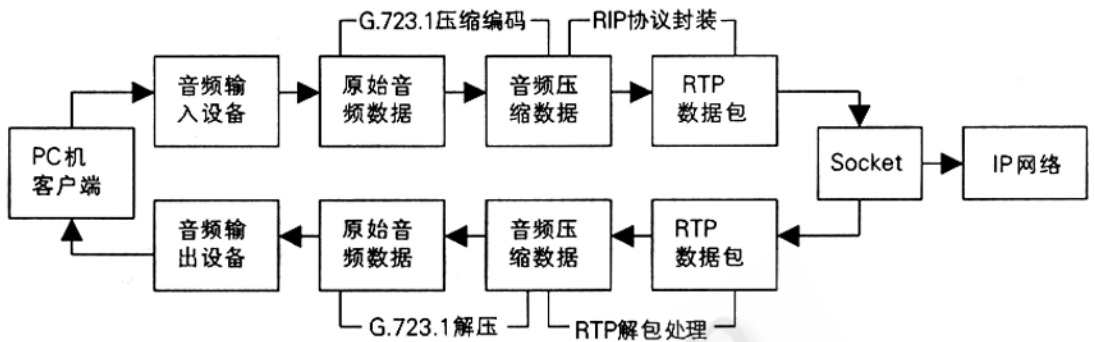 G.723.1压缩编码
RIP协议封装
音频输
入设备
原始音
频数据
音频压
缩数据
RTP
数据包
PC机
客户端
Socket
IP网络
音频输
出设备
原始音
频数据
音频压
缩数据
RTP
数据包
G.723.1解压
RTP解包处理